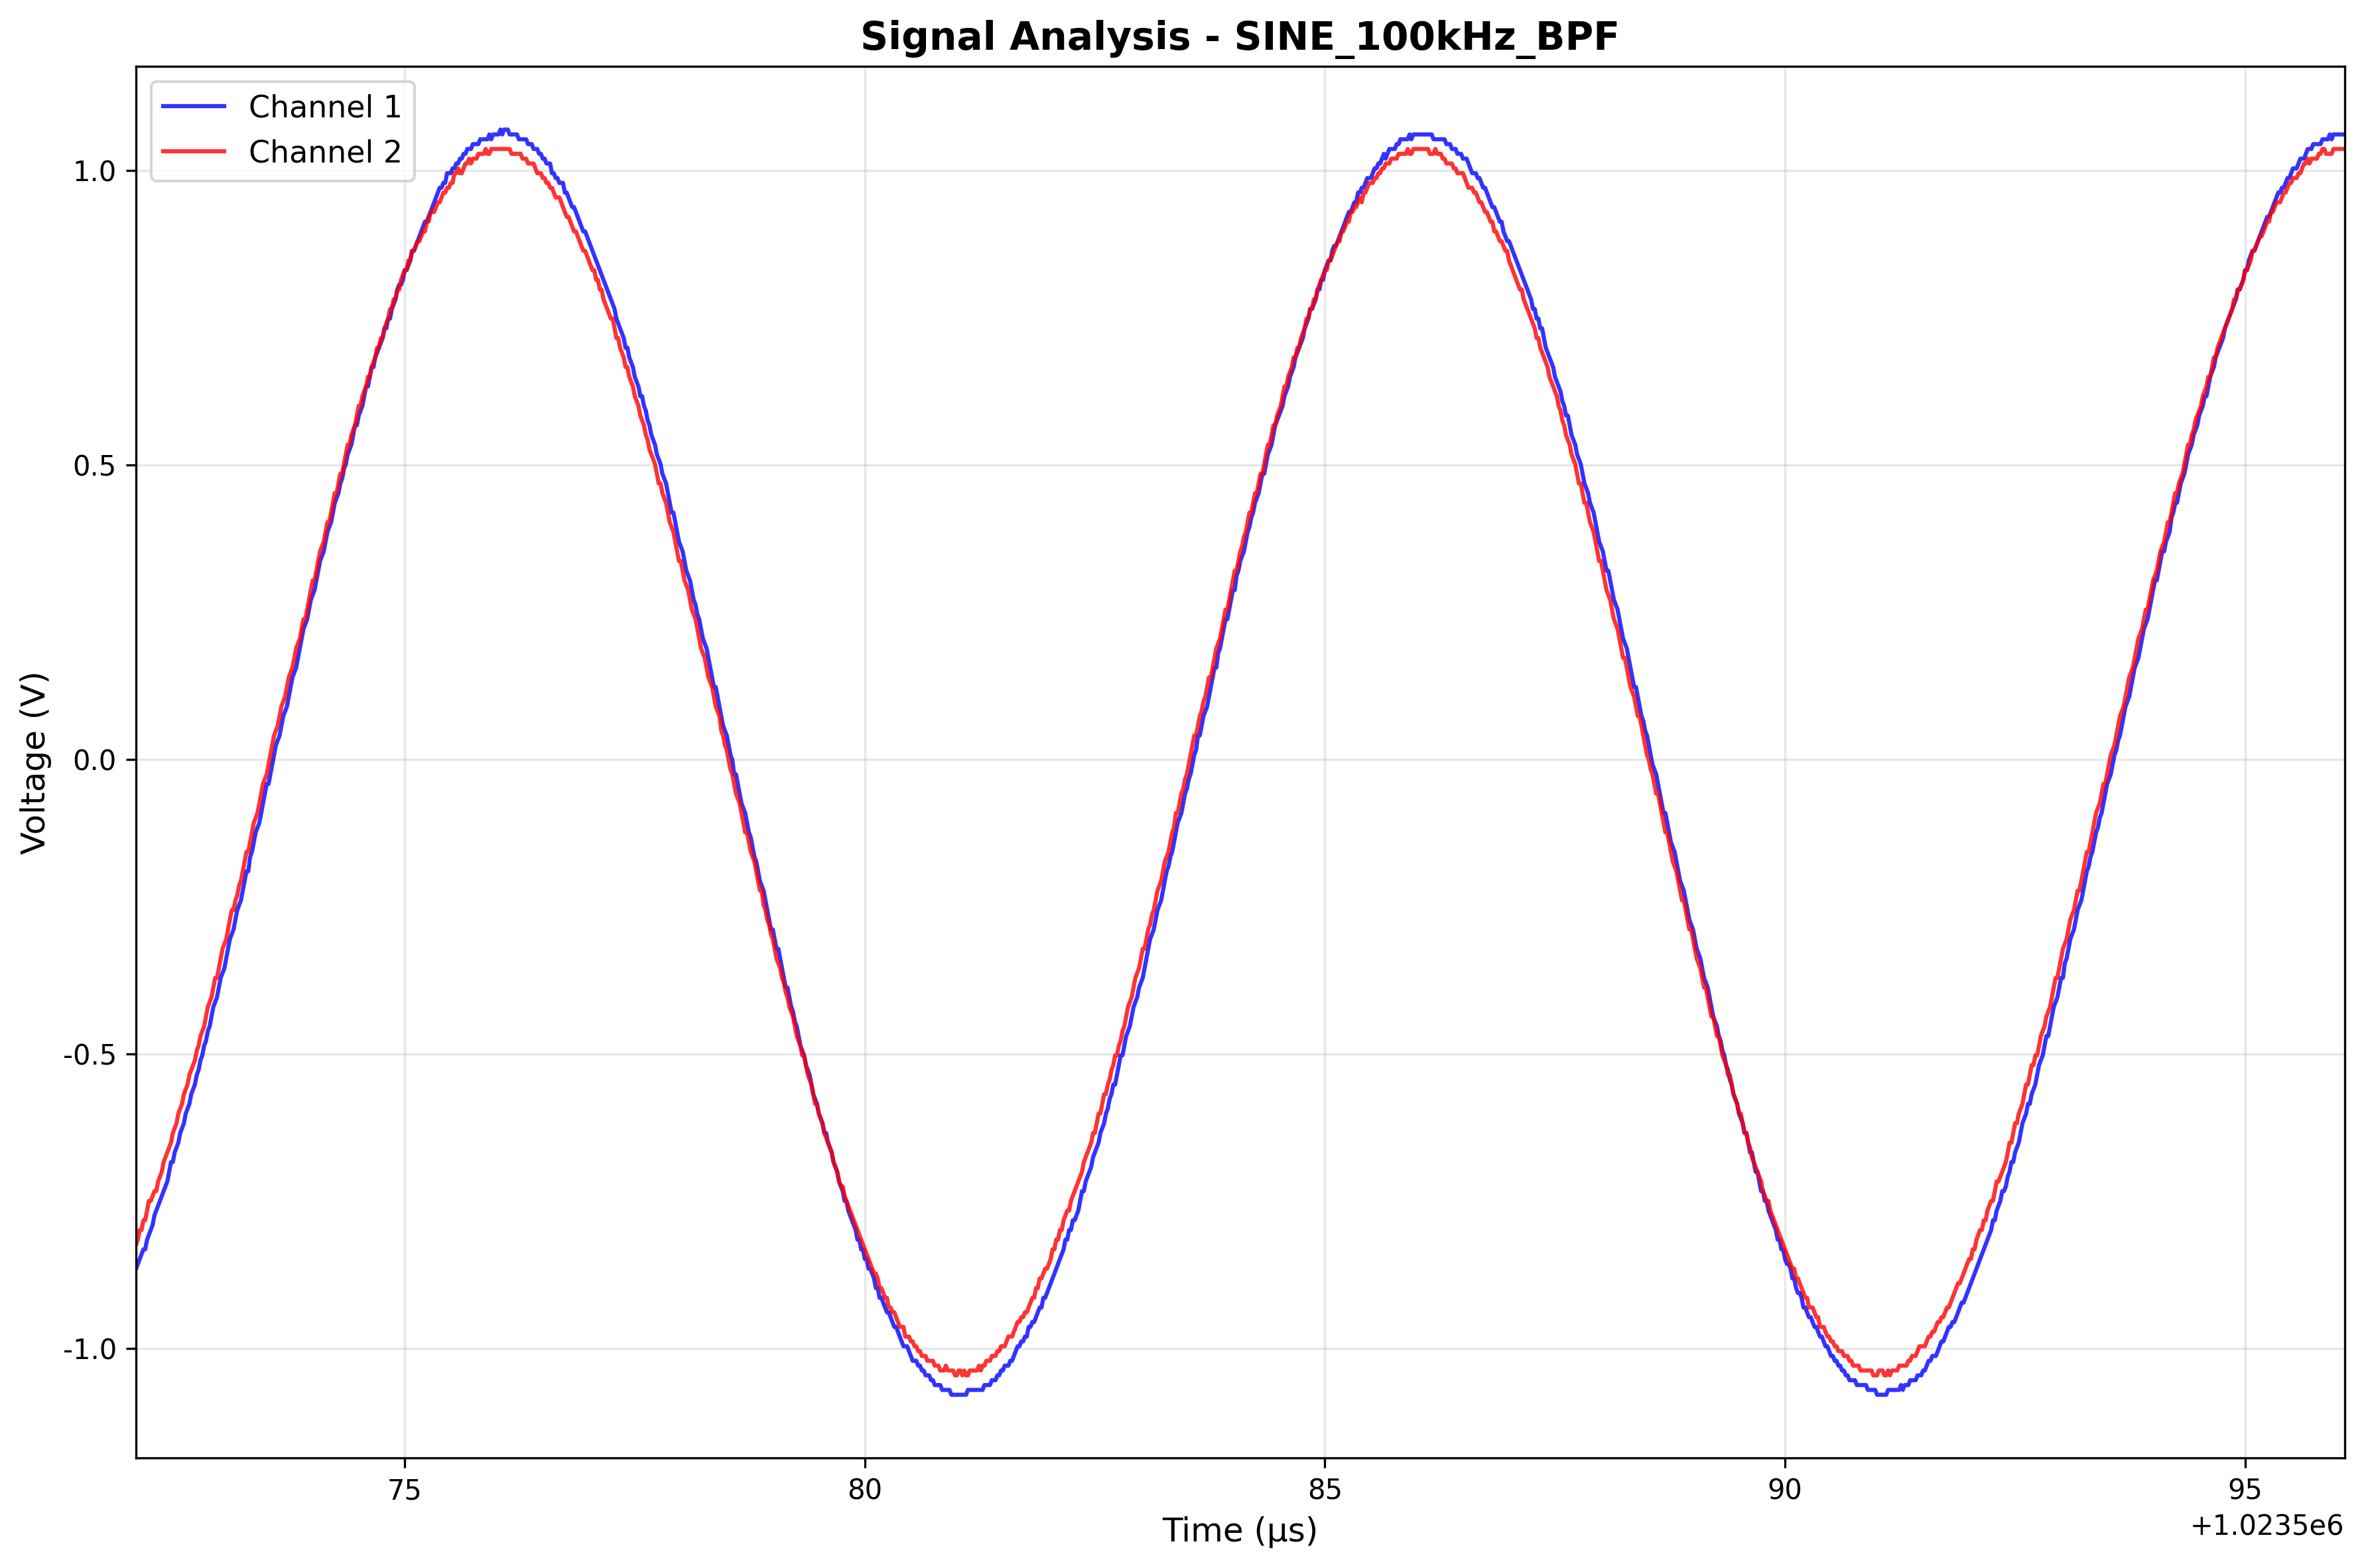 Signal Analysis - SINE_100kHz_BPF
Channel 1
Channel 2
1.0
0.5
0.0
-0.5
-1.0
Voltage (V)
75
80
85
90
95
Time (μs)
+1.0235e6